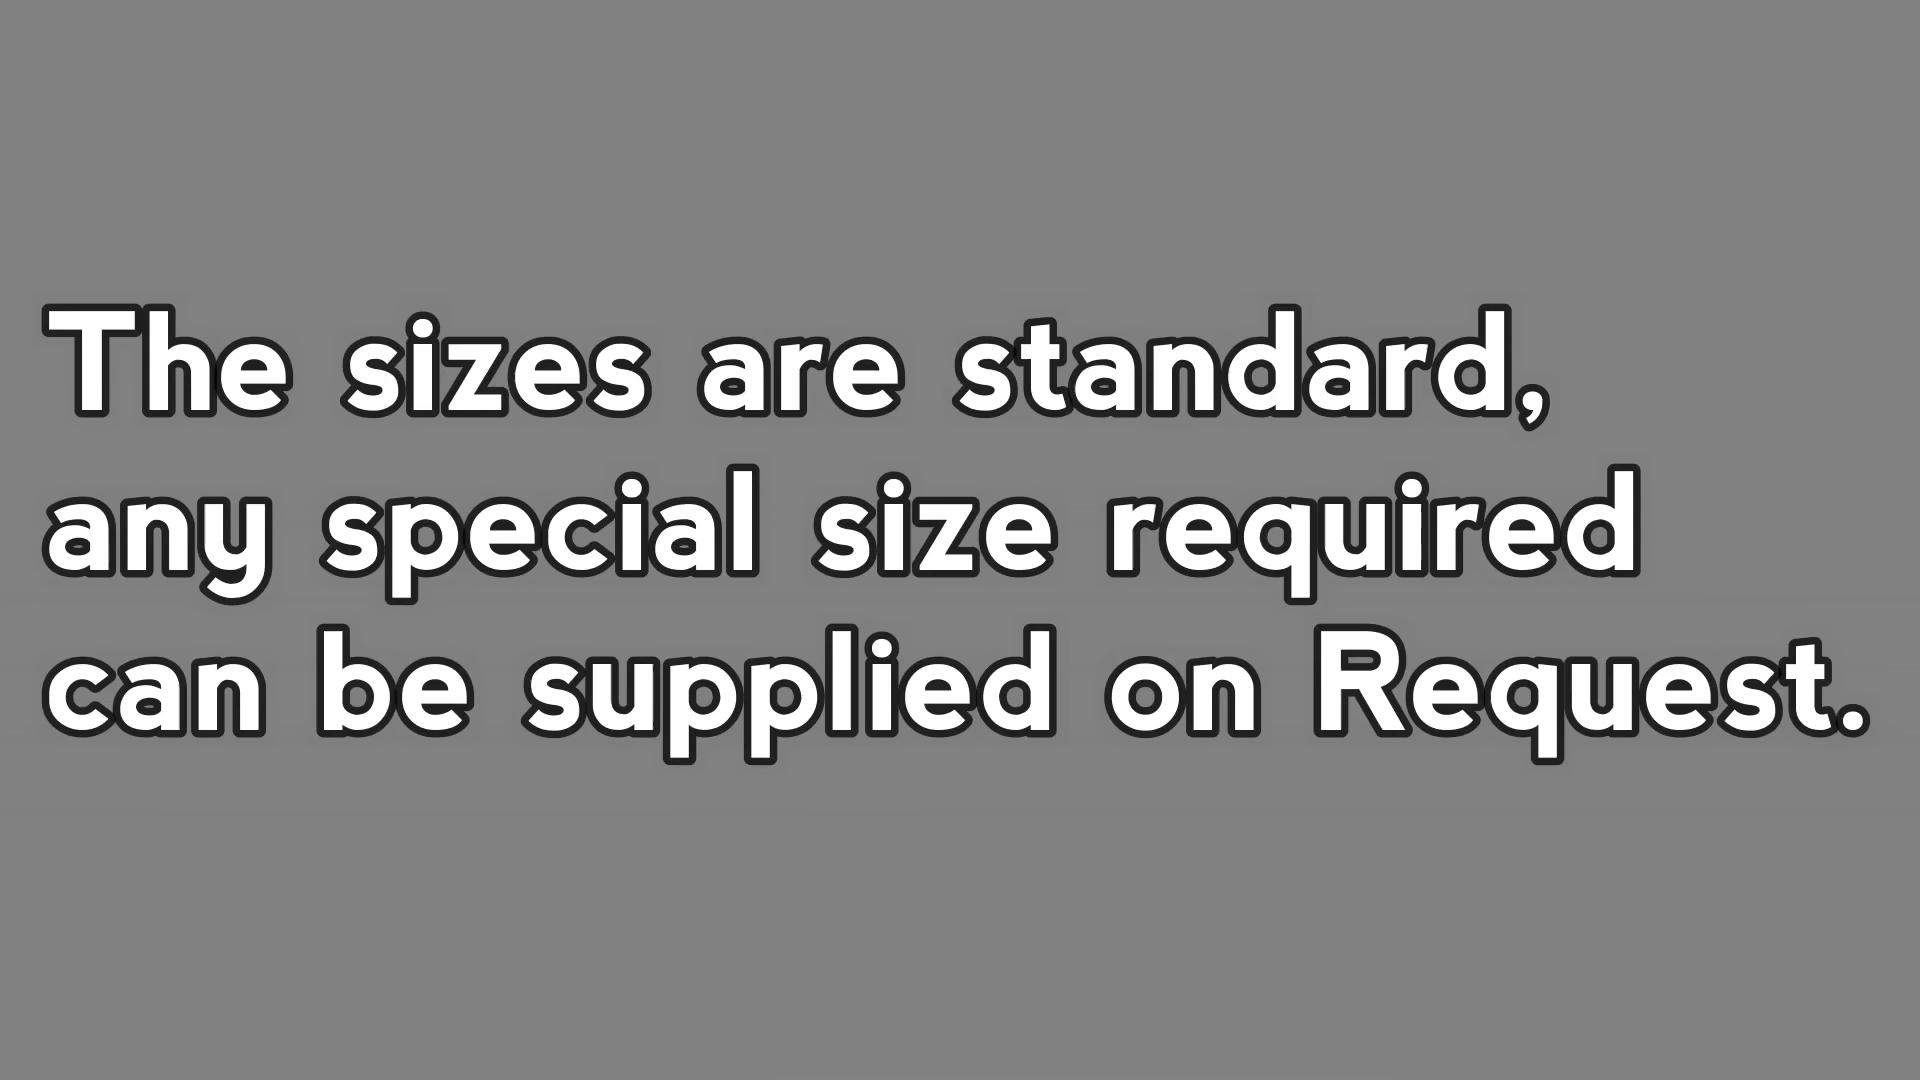 The sizes are standard,
any special size required
can be supplied on Request.